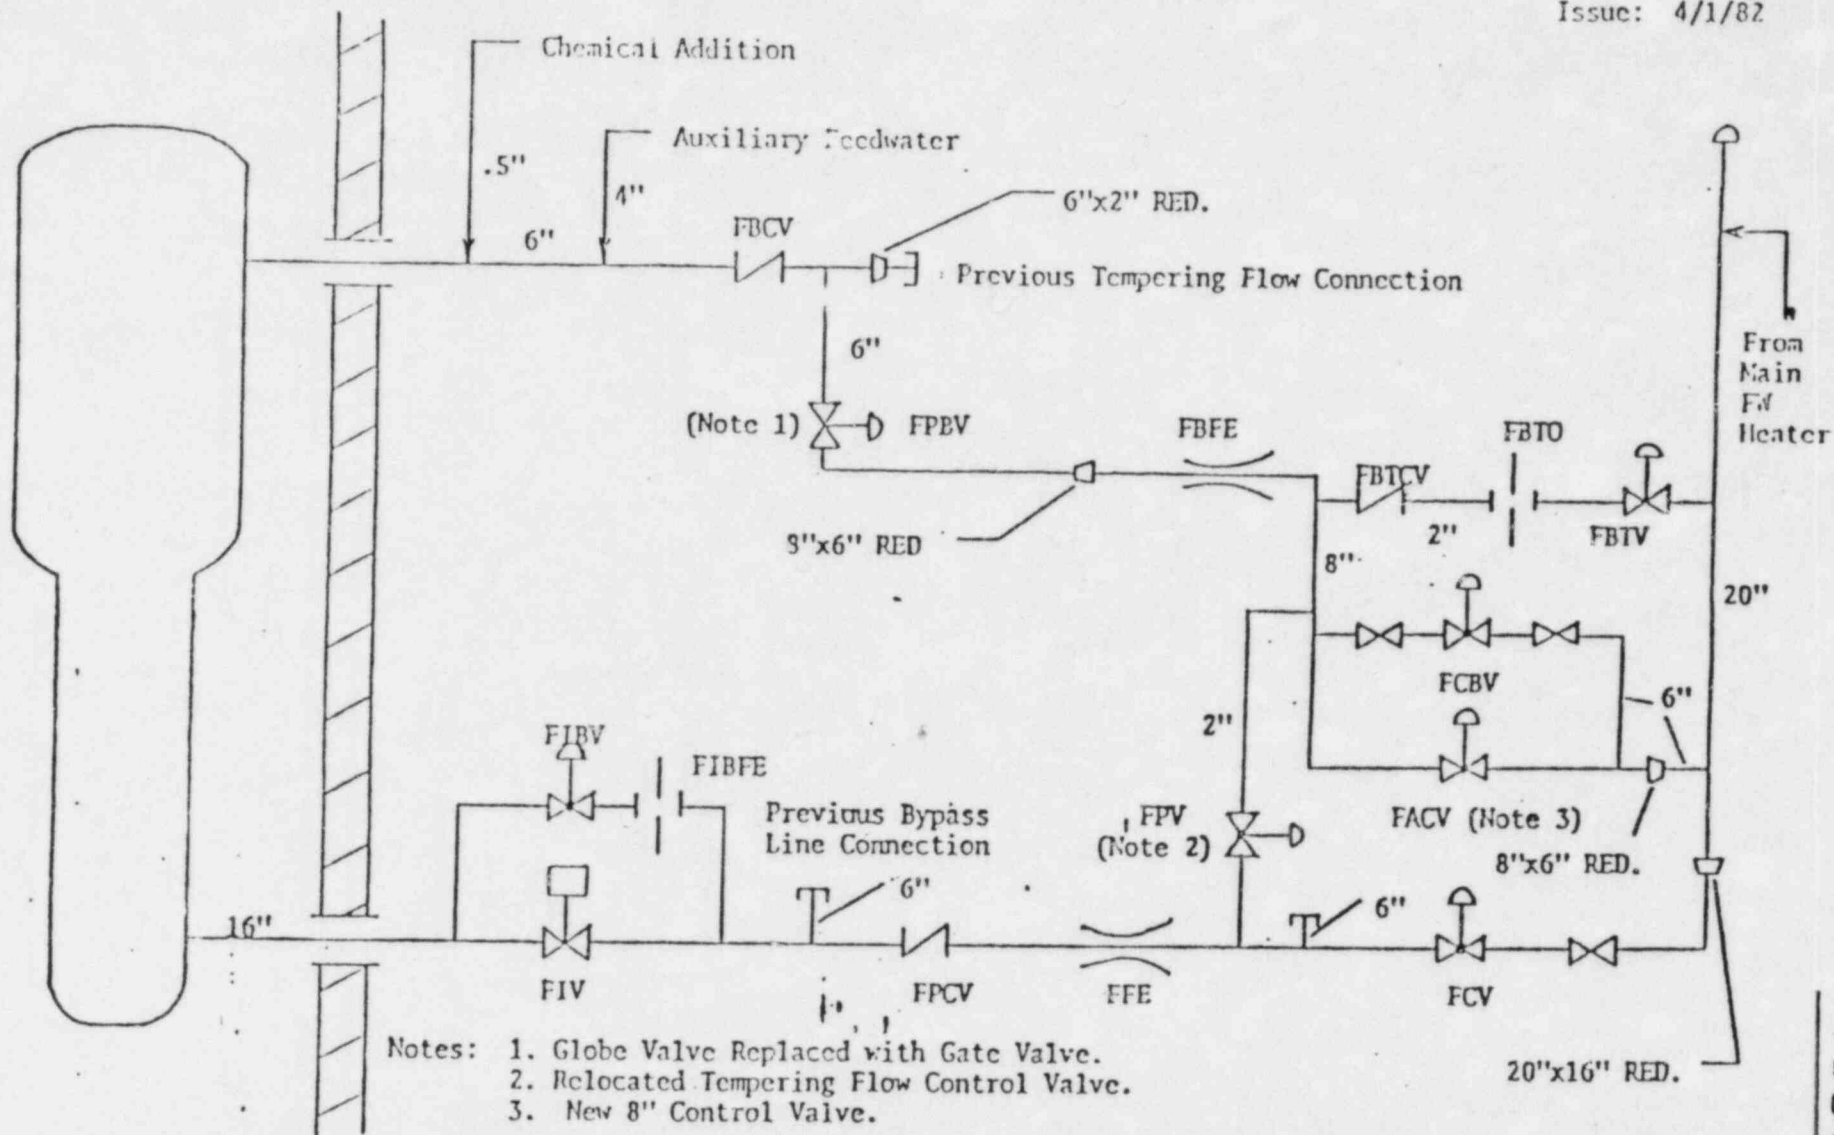 Issue: 4/1/82
Chemical Addition
Auxiliary Feedwater
.5"
4"
6"
FBCV
6"x2" RED.
Previous Tempering Flow Connection
6"
From
Main
FW
Heater
(Note 1)
FPBV
FBFE
FBTO
FBTCV
2"
FBTV
8"x6" RED
8"
20"
FCBV
6"
2"
FIBV
FIBFE
Previous Bypass
Line Connection
FPV
(Note 2)
FACV (Note 3)
8"x6" RED.
6"
6"
16"
FIV
FPCV
FFE
FCV
20"x16" RED.
Notes: 1. Globe Valve Replaced with Gate Valve.
2. Relocated Tempering Flow Control Valve.
3. New 8" Control Valve.